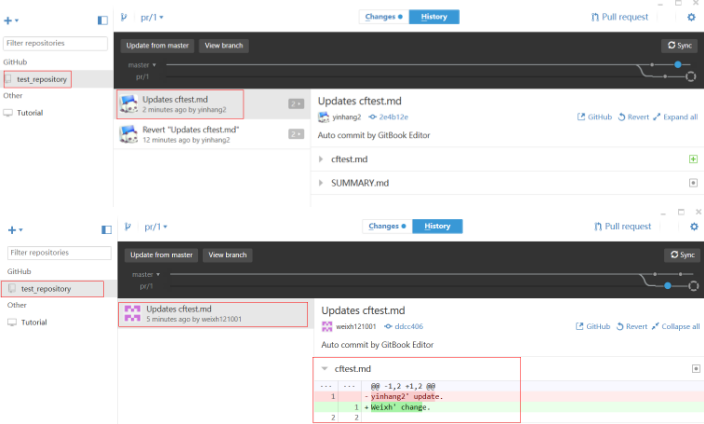 pr/1
Changes
History
Pull request
Filter repositories
Update from master
View branch
Sync
GitHub
master
test_repository
pr/1
Other
Updates cftest.md
2 minutes ago by yinhang2
2
Updates cftest.md
Tutorial
yinhang2
2e4b12e
GitHub
Revert
Expand all
Revert "Updates cftest.md"
12 minutes ago by yinhang2
2
Auto commit by GitBook Editor
cftest.md
SUMMARY.md
pr/1
Changes
History
Pull request
Filter repositories
Update from master
View branch
Sync
GitHub
master
test_repository
pr/1
Other
Updates cftest.md
5 minutes ago by weixh121001
Updates cftest.md
Tutorial
weixh121001
ddcc406
GitHub
Revert
Collapse all
Auto commit by GitBook Editor
cftest.md
... ... @@ -1,2 +1,2 @@
1 -yinhang2' update.
1 +Weixh' change.
2 2